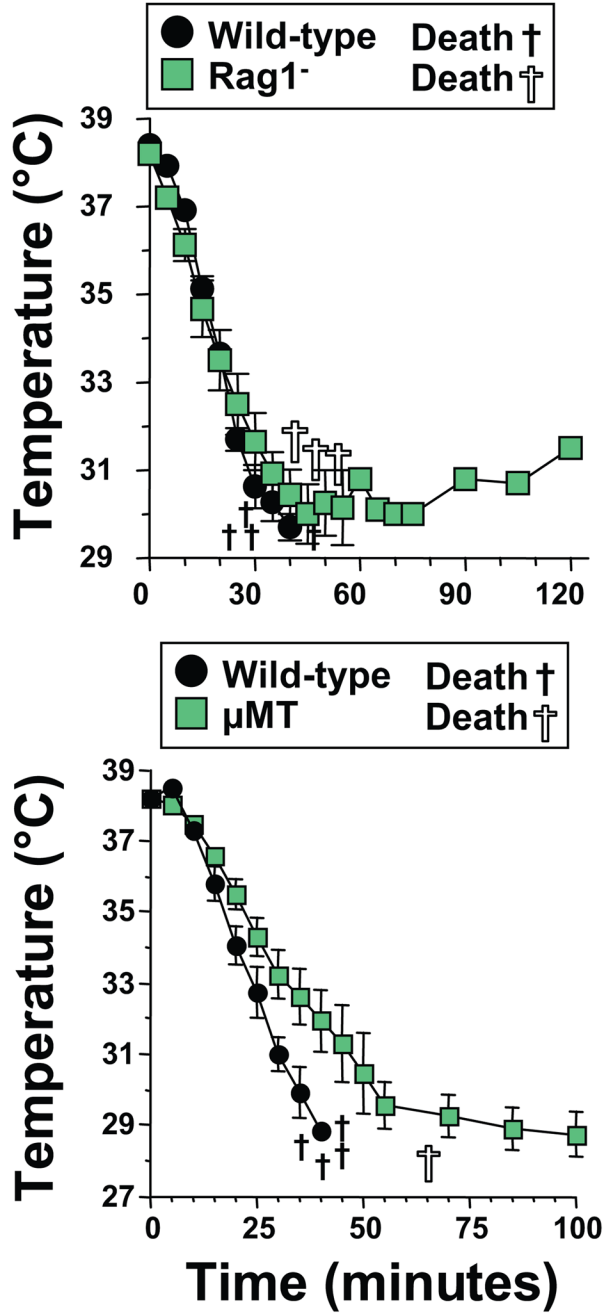 Wild-type Death †
Rag1- Death †
Temperature (°C)
39
37
35
33
31
29
0 30 60 90 120
Wild-type Death †
µMT Death †
Temperature (°C)
39
37
35
33
31
29
27
0 25 50 75 100
Time (minutes)